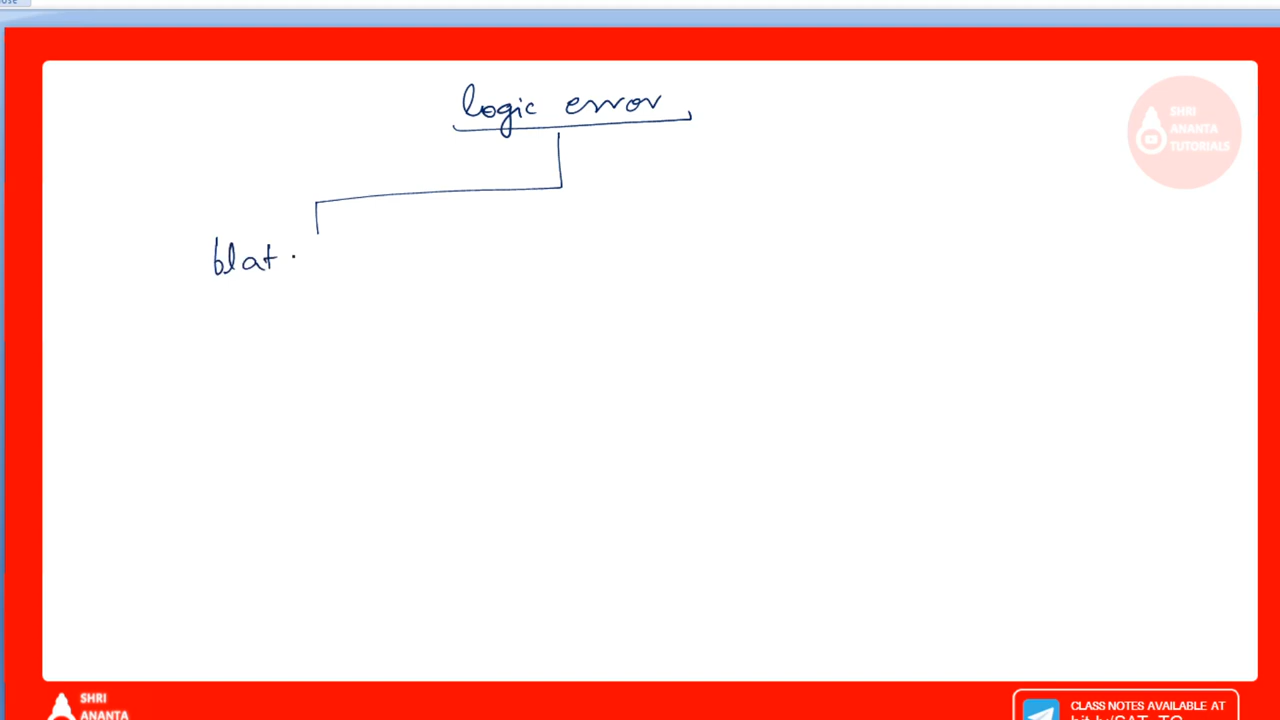 logic error
SHRI
ANANTA
TUTORIALS
blat
SHRI
ANANTA
CLASS NOTES AVAILABLE AT